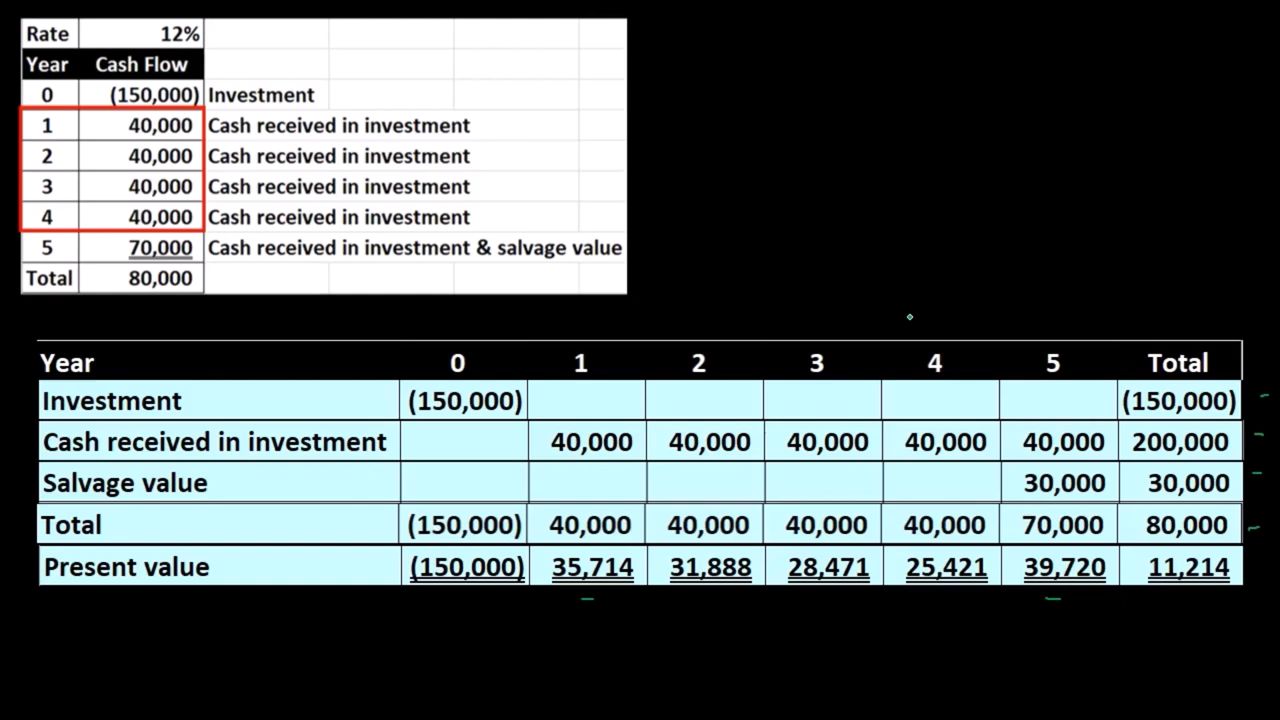 Rate 12%
Year Cash Flow
0 (150,000) Investment
1 40,000 Cash received in investment
2 40,000 Cash received in investment
3 40,000 Cash received in investment
4 40,000 Cash received in investment
5 70,000 Cash received in investment & salvage value
Total 80,000
Year 0 1 2 3 4 5 Total
Investment (150,000) (150,000)
Cash received in investment 40,000 40,000 40,000 40,000 40,000 200,000
Salvage value 30,000 30,000
Total (150,000) 40,000 40,000 40,000 40,000 70,000 80,000
Present value (150,000) 35,714 31,888 28,471 25,421 39,720 11,214